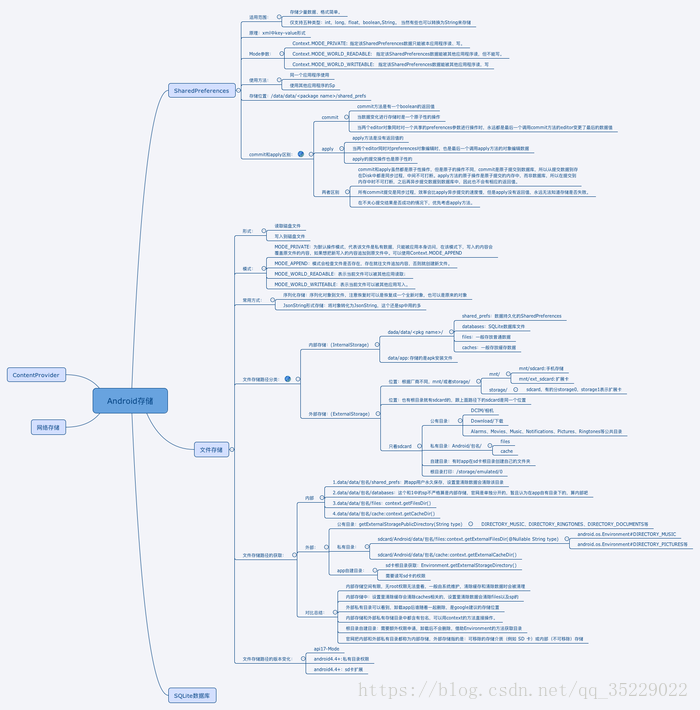 适用范围:
存储少量数据,格式简单。
仅支持五种类型:int,long,float,boolean,String。当然有些也可以转换为String来存储
原理:xml中key-value形式
Mode参数:
Context.MODE_PRIVATE: 指定该SharedPreferences数据只能被本应用程序读、写。
Context.MODE_WORLD_READABLE: 指定该SharedPreferences数据能被其他应用程序读,但不能写。
Context.MODE_WORLD_WRITEABLE: 指定该SharedPreferences数据能被其他应用程序读,写
使用方法:
同一个应用程序使用
使用其他应用程序的Sp
存储位置:/data/data/<package name>/shared_prefs
SharedPreferences
commit和apply区别:
commit
commit方法是有一个boolean的返回值
当数据变化进行存储时是一个原子性的操作
当两个editor对象同时对一个共享的preferences参数进行操作时,永远都是最后一个调用commit方法的editor变更了最后的数据值
apply
apply方法是没有返回值的
当两个editor同时对preferences对象编辑时,也是最后一个调用apply方法的对象编辑数据
apply的提交操作也是原子性的
两者区别
commit和apply虽然都是原子性操作,但是原子的操作不同,commit是原子提交到数据库,所以从提交数据到存
在Disk中都是同步过程,中间不可打断。apply方法的原子操作是原子提交的内存中,而非数据库,所以在提交到
内存中时不可打断,之后再异步提交数据到数据库中,因此也不会有相应的返回值。
所有commit提交是同步过程,效率会比apply异步提交的速度慢,但是apply没有返回值,永远无法知道存储是否失败。
在不关心提交结果是否成功的情况下,优先考虑apply方法。
ContentProvider
Android存储
网络存储
文件存储
SQLite数据库
形式:
读取磁盘文件
写入到磁盘文件
模式:
MODE_PRIVATE: 为默认操作模式,代表该文件是私有数据,只能被应用本身访问,在该模式下,写入的内容会
覆盖原文件的内容,如果想把新写入的内容追加到原文件中,可以使用Context.MODE_APPEND
MODE_APPEND: 模式会检查文件是否存在,存在就往文件追加内容,否则就创建新文件。
MODE_WORLD_READABLE: 表示当前文件可以被其他应用读取;
MODE_WORLD_WRITEABLE: 表示当前文件可以被其他应用写入。
常用方式:
序列化存储:序列化对象到文件,注意恢复时可以是恢复成一个全新对象,也可以是原来的对象
JsonString形式存储:将对象转化为JsonString,这个还是sp中用的多
文件存储路径分类:
内部存储:(InternalStorage)
dada/data/<pkg name>/
shared_prefs: 数据持久化的SharedPreferences
databases: SQLite数据库文件
files: 一般存放普通数据
caches: 一般存放缓存数据
data/app:存储的是apk安装文件
外部存储:(ExternalStorage)
位置:根据厂商不同,mnt/或者storage/
mnt/
mnt/sdcard:手机存储
mnt/ext_sdcard:扩展卡
storage/
sdcard,有的分storage0,storage1表示扩展卡
位置:也有根目录就有sdcard的,跟上面路径下的sdcard是同一个位置
只看sdcard
公有目录:
DCIM/相机
Download/下载
Alarms、Movies、Music、Notifications、Pictures、Ringtones等公共目录
私有目录:Android/包名/
files
cache
自建目录:有时app在sd卡根目录创建自己的文件夹
根目录打印:/storage/emulated/0
文件存储路径的获取:
内部
1.data/data/包名/shared_prefs: 跨app用户永久保存,设置里清除数据会清除该目录
2.data/data/包名/databases: 这个和1中的sp不严格算是内部存储,官网是单独分开的,暂且认为在app自有目录下的,算内部吧
3.data/data/包名/files: context.getFilesDir()
4.data/data/包名/cache:context.getCacheDir()
外部:
公有目录:getExternalStoragePublicDirectory(String type)
DIRECTORY_MUSIC、DIRECTORY_RINGTONES、DIRECTORY_DOCUMENTS等
私有目录:
sdcard/Android/data/包名/files:context.getExternalFilesDir(@Nullable String type)
android.os.Environment#DIRECTORY_MUSIC
android.os.Environment#DIRECTORY_PICTURES等
sdcard/Android/data/包名/cache:context.getExternalCacheDir()
app自建目录:
sd卡根目录获取:Environment.getExternalStorageDirectory()
需要读写sd卡的权限
对比总结:
内部存储空间有限,无root权限无法查看,一般由系统维护,清除缓存和清除数据时会被清理
内部存储中:设置里清除缓存会清除caches相关的,设置里清除数据会清除files以及sp的
外部私有目录可以看到,卸载app后会随着一起删除,是google建议的存储位置
内部存储和外部私有存储目录中都没有包名,可以用context的方法直接操作。
根目录自建目录:需要额外权限申请,卸载后不会删除,借助Environment的方法获取目录
官网把内部和外部私有目录都称为内部存储,外部存储指的是:可移除的存储介质(例如 SD 卡)或内部(不可移除)存储
文件存储路径的版本变化:
api17-Mode
android4.4+:私有目录权限
android4.4+: sd卡扩展
https://blog.csdn.net/qq_35229022